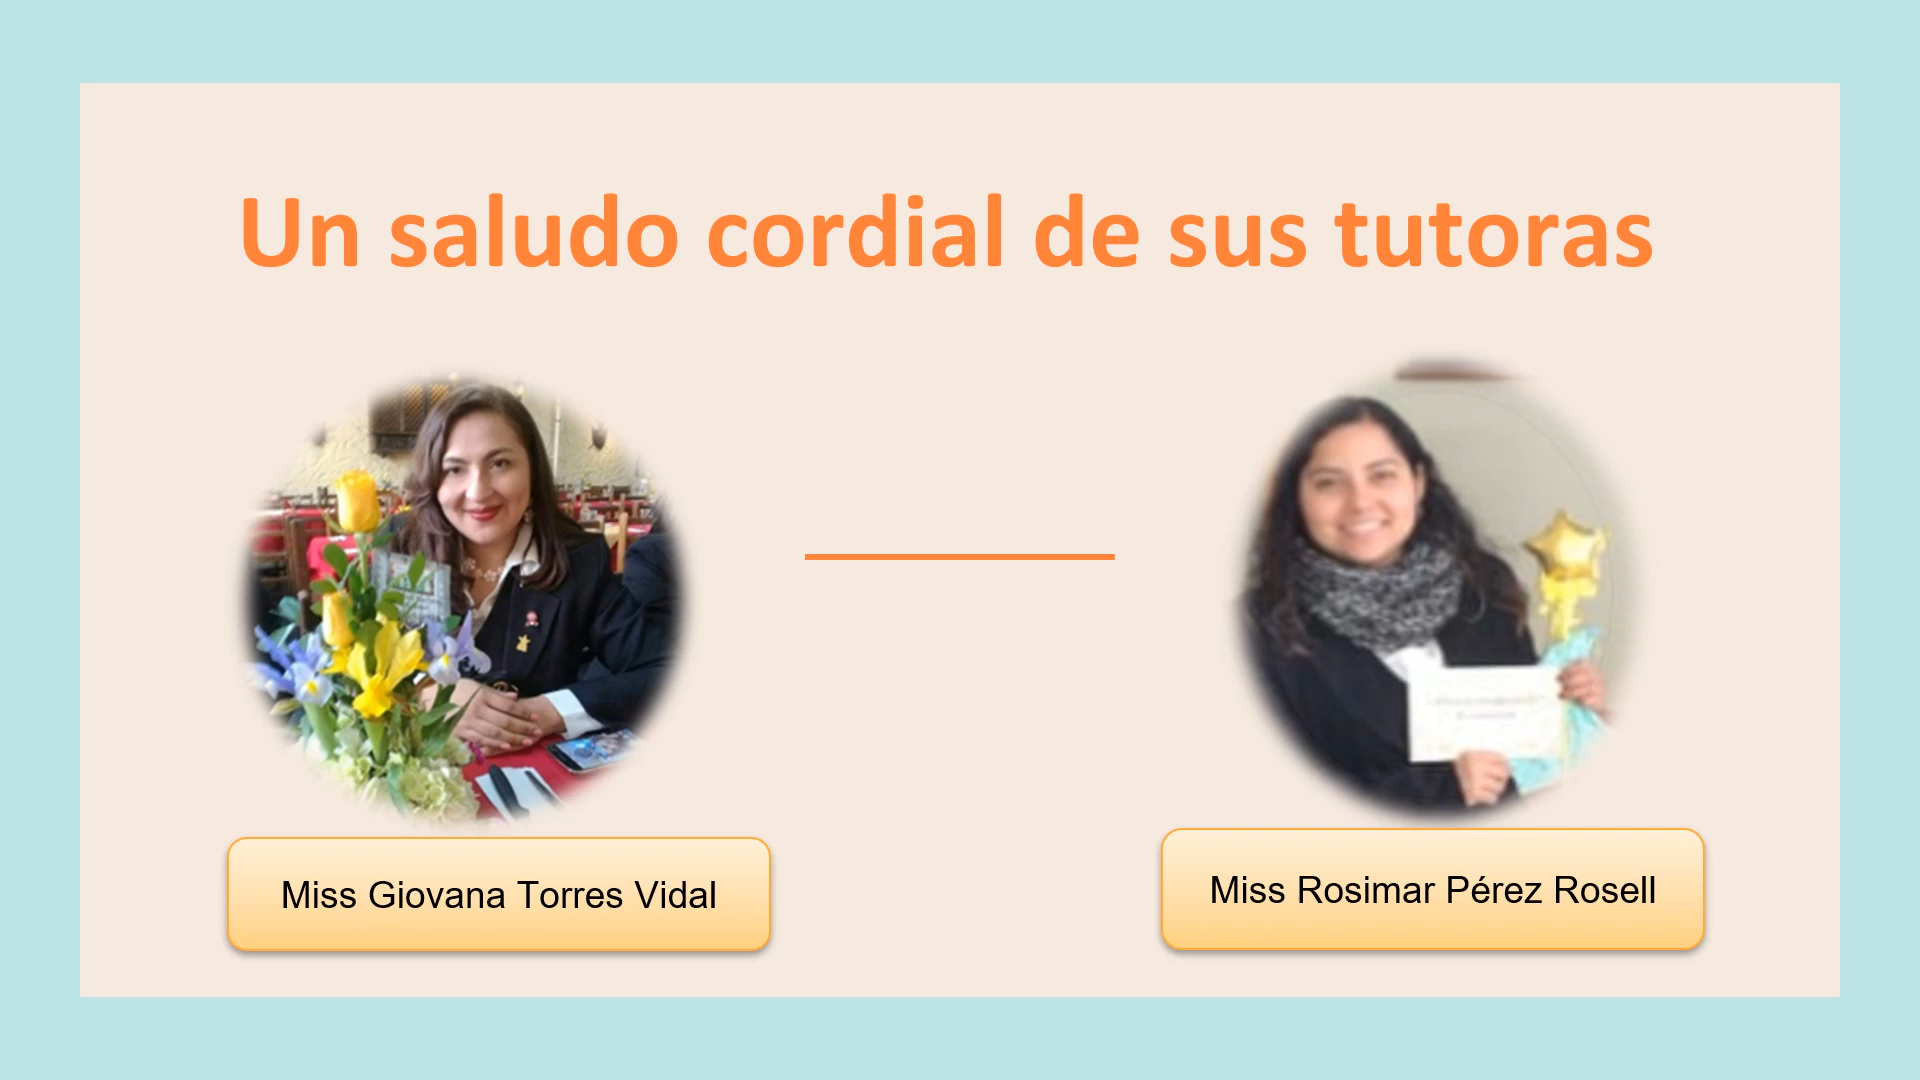 Un saludo cordial de sus tutoras
Miss Giovana Torres Vidal
Miss Rosimar Pérez Rosell